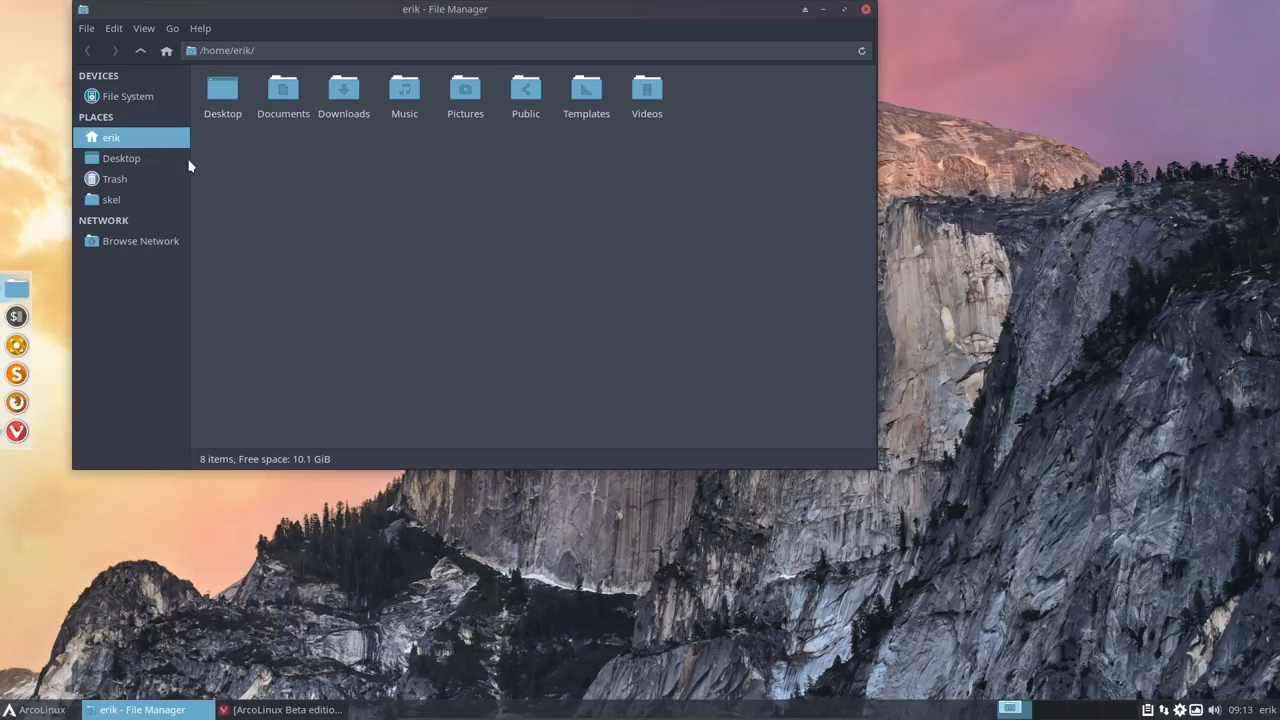 erik - File Manager
File Edit View Go Help
/home/erik/
DEVICES
File System
PLACES
erik
Desktop
Trash
skel
NETWORK
Browse Network
Desktop Documents Downloads Music Pictures Public Templates Videos
8 items, Free space: 10.1 GiB
ArcoLinux erik - File Manager [ArcoLinux Beta editio... 09:13 erik